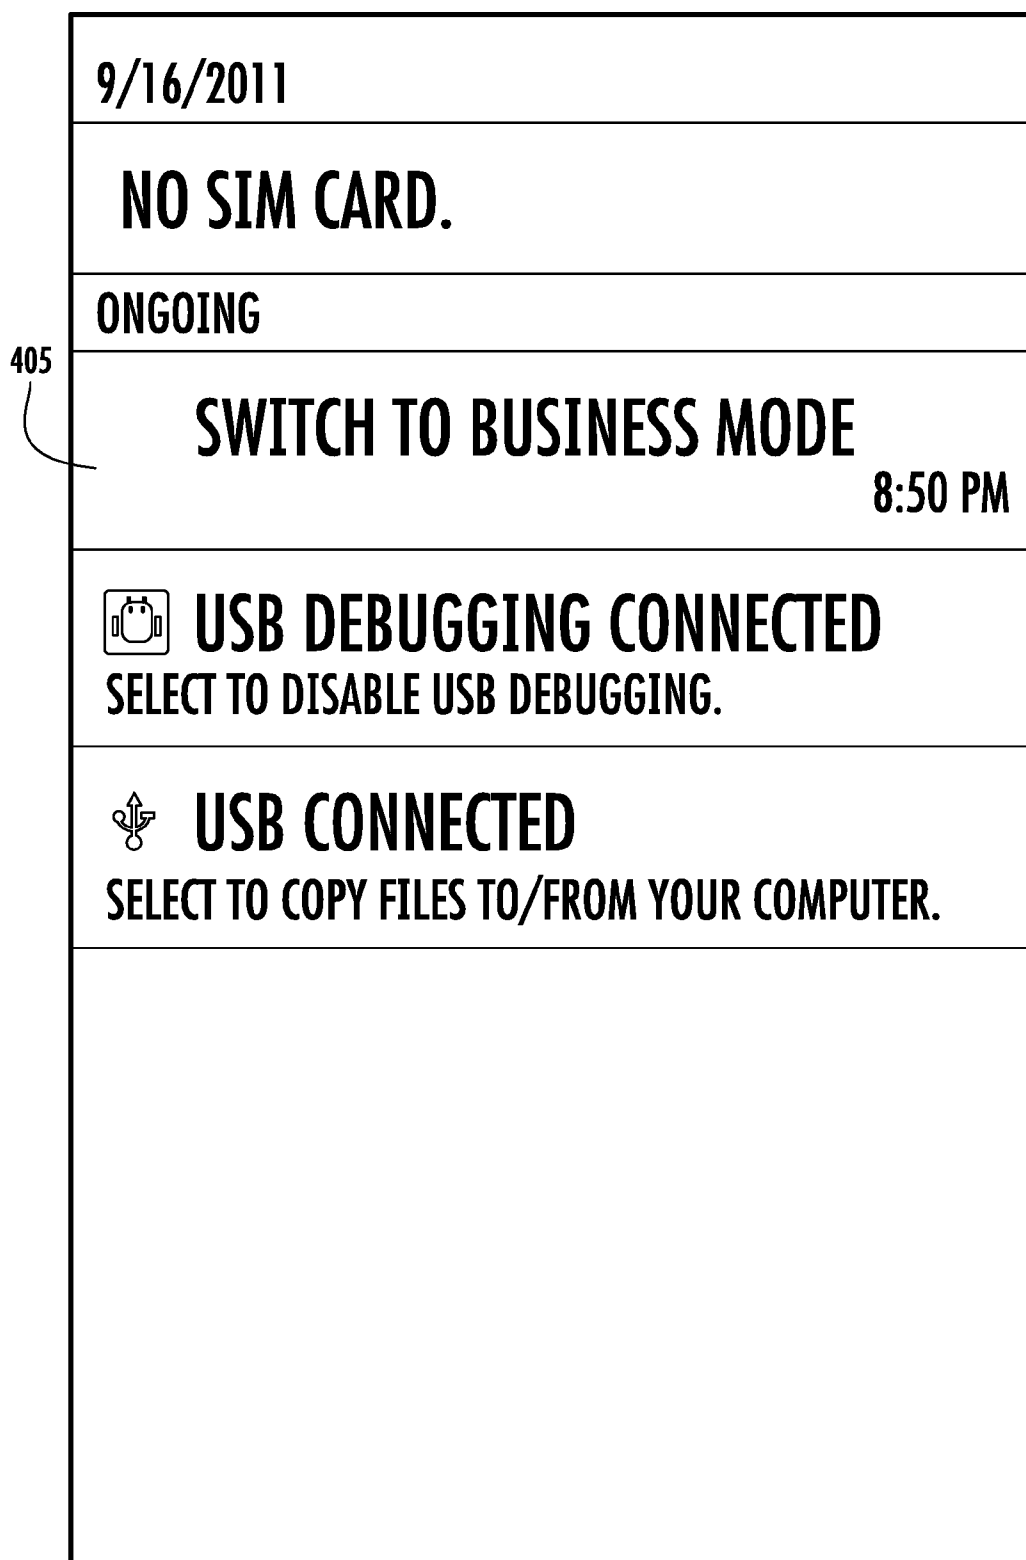 9/16/2011
NO SIM CARD.
ONGOING
405
SWITCH TO BUSINESS MODE
8:50 PM
USB DEBUGGING CONNECTED
SELECT TO DISABLE USB DEBUGGING.
USB CONNECTED
SELECT TO COPY FILES TO/FROM YOUR COMPUTER.